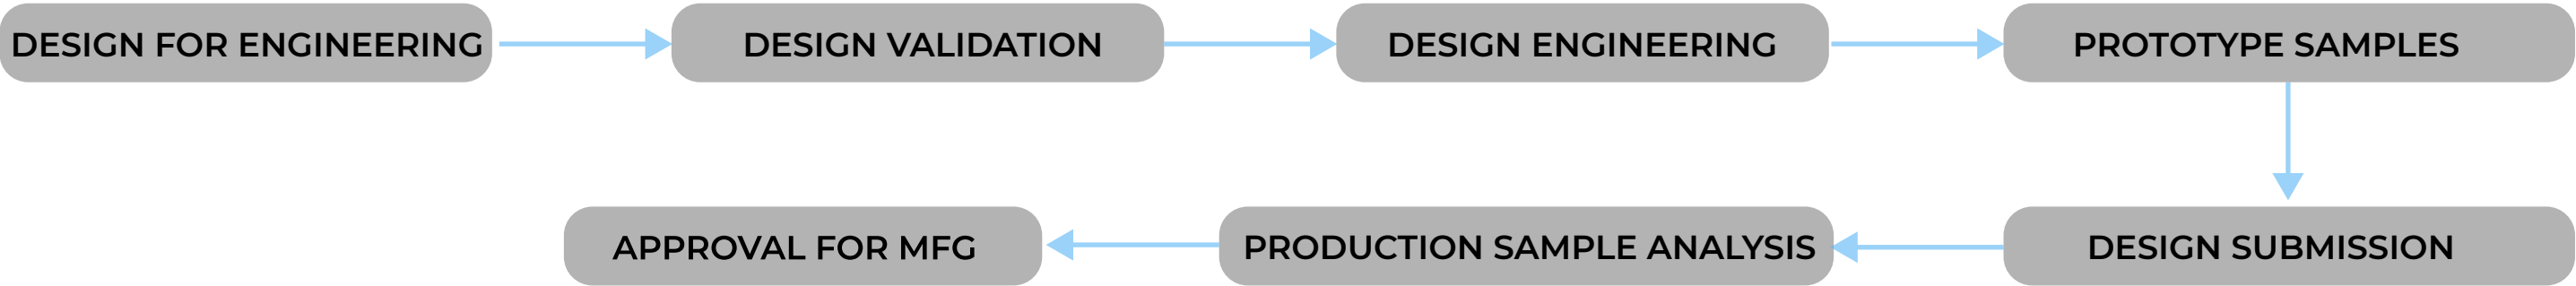 DESIGN FOR ENGINEERING
DESIGN VALIDATION
DESIGN ENGINEERING
PROTOTYPE SAMPLES
DESIGN SUBMISSION
PRODUCTION SAMPLE ANALYSIS
APPROVAL FOR MFG